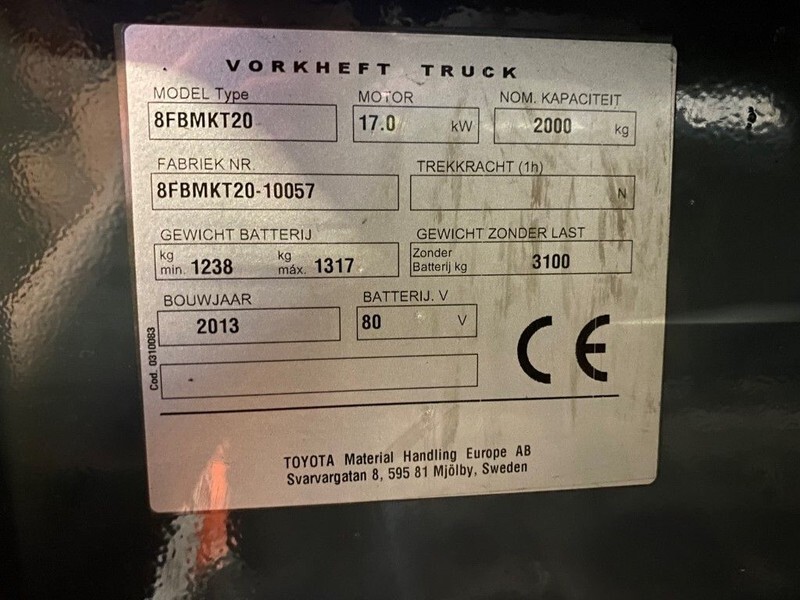 VORKHEFT TRUCK
MODEL Type MOTOR NOM. KAPACITEIT
8FBMKT20 17.0 kW 2000 kg
FABRIEK NR. TREKKRACHT (1h)
8FBMKT20-10057 N
GEWICHT BATTERIJ GEWICHT ZONDER LAST
kg min. 1238 kg máx. 1317 Zonder Batterij kg 3100
BOUWJAAR BATTERIJ. V
2013 80 V
Cod. 0310083
CE
TOYOTA Material Handling Europe AB
Svarvargatan 8, 595 81 Mjölby, Sweden